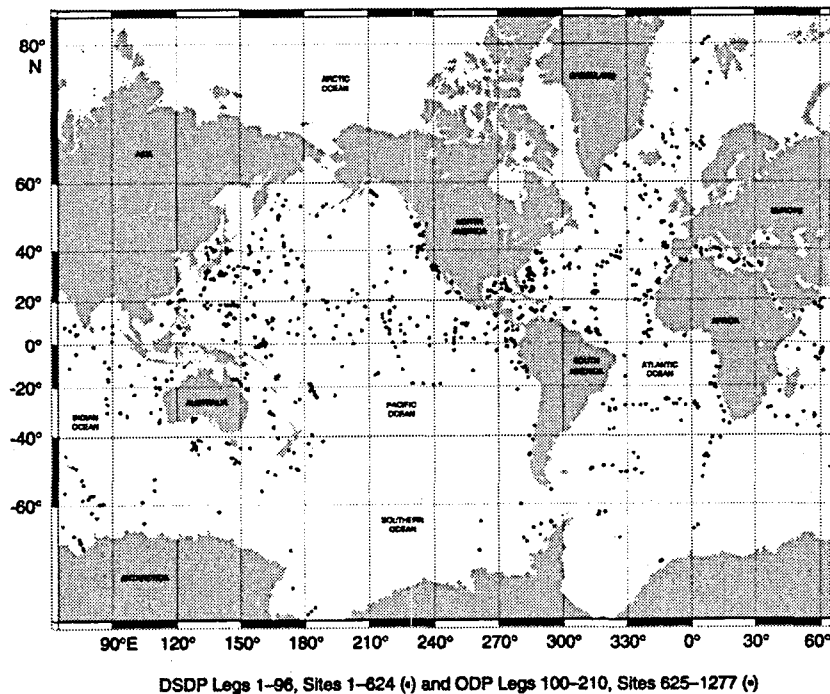 80°
N
ARCTIC
OCEAN
GREENLAND
ASIA
60°
NORTH
AMERICA
EUROPE
40°
20°
AFRICA
0°
SOUTH
AMERICA
ATLANTIC
OCEAN
-20°
INDIAN
OCEAN
AUSTRALIA
PACIFIC
OCEAN
-40°
-60°
SOUTHERN
OCEAN
ANTARCTICA
90°E 120° 150° 180° 210° 240° 270° 300° 330° 0° 30° 60°
DSDP Legs 1–96, Sites 1–624 (•) and ODP Legs 100–210, Sites 625–1277 (•)